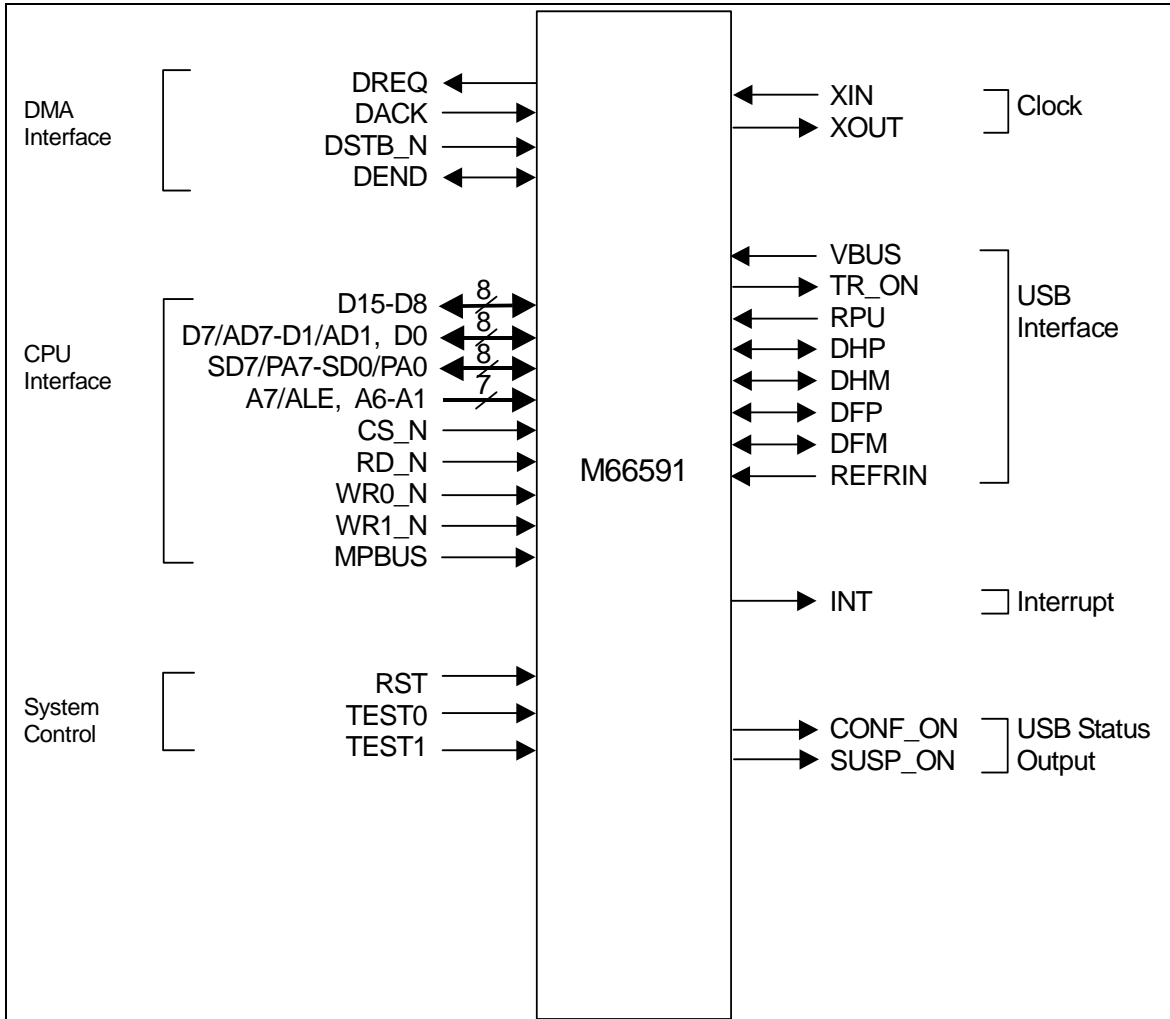 DMA
Interface
DREQ
DACK
DSTB_N
DEND
CPU
Interface
D15-D8
8
D7/AD7-D1/AD1, D0
8
SD7/PA7-SD0/PA0
8
A7/ALE, A6-A1
7
CS_N
RD_N
WR0_N
WR1_N
MPBUS
System
Control
RST
TEST0
TEST1
M66591
XIN
XOUT
Clock
VBUS
TR_ON
RPU
DHP
DHM
DFP
DFM
REFRIN
USB
Interface
INT
Interrupt
CONF_ON
SUSP_ON
USB Status
Output